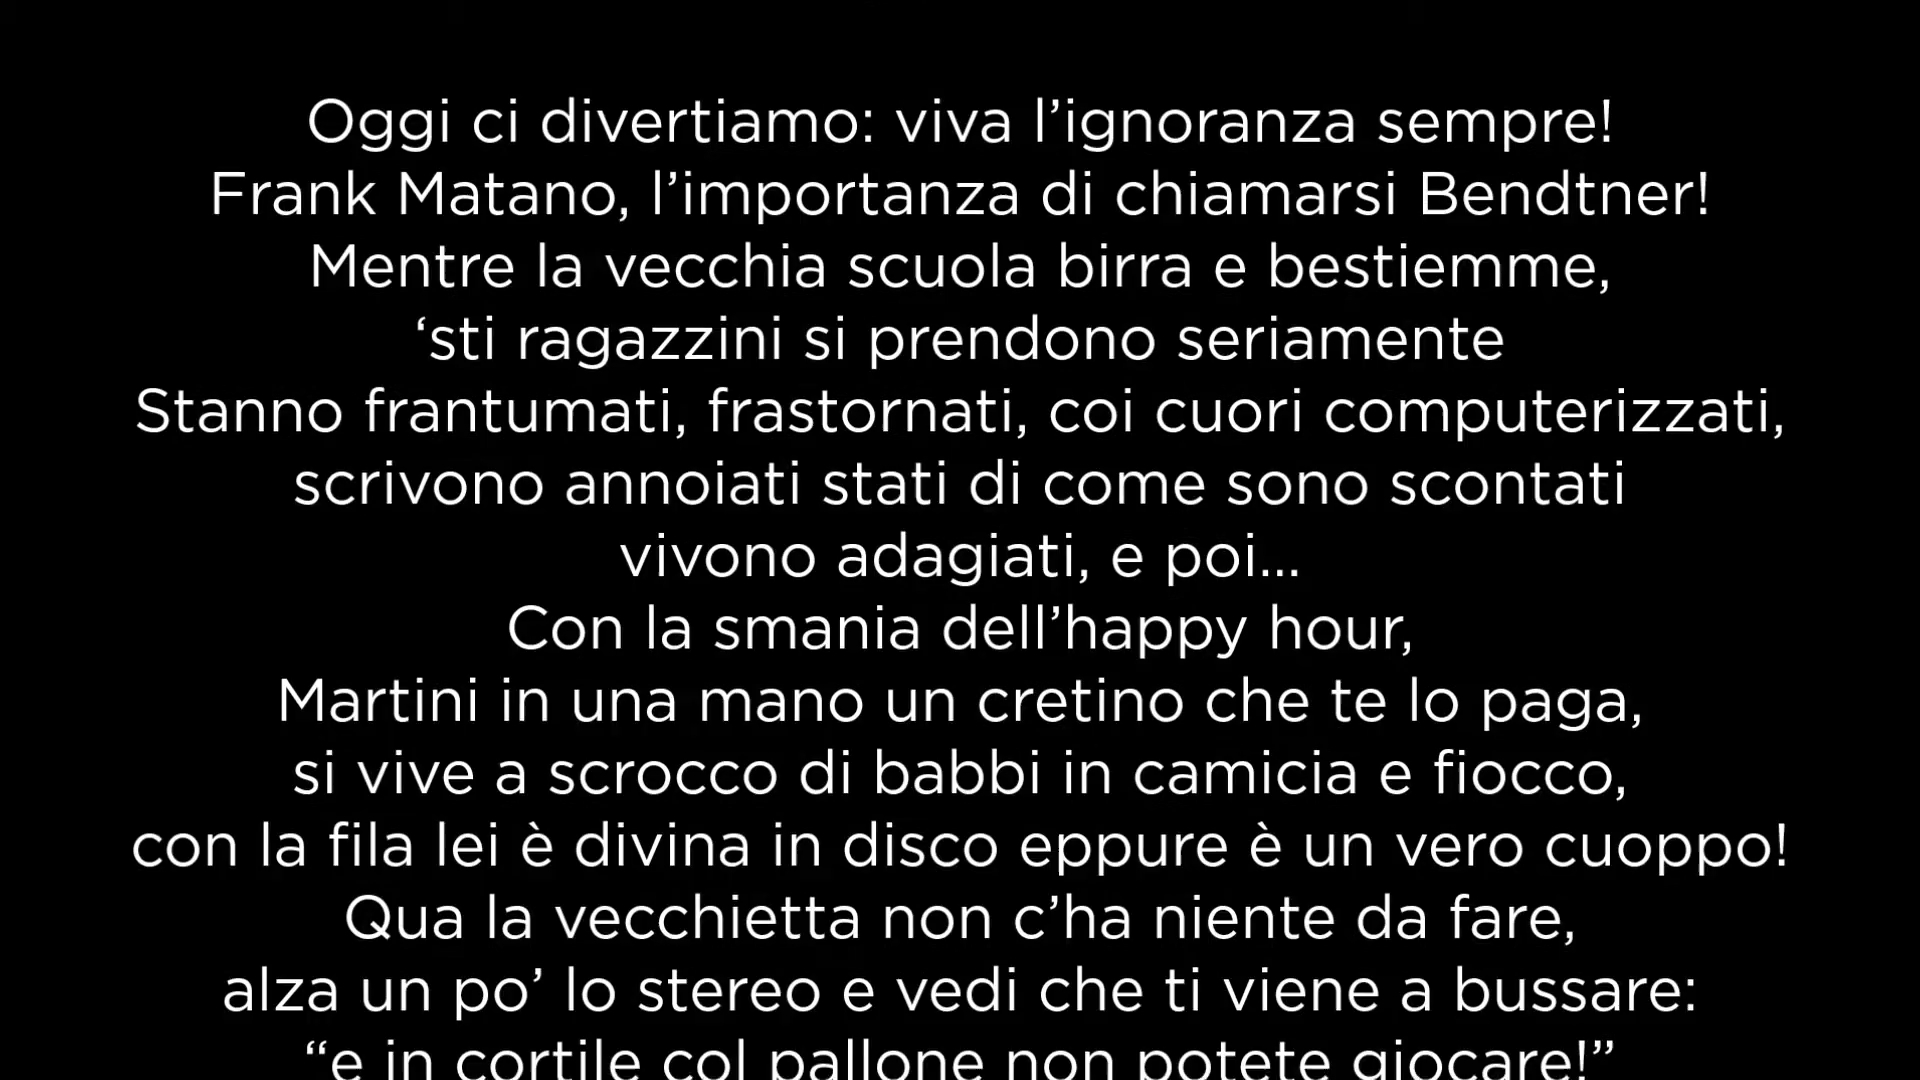 Oggi ci divertiamo: viva l’ignoranza sempre!
Frank Matano, l’importanza di chiamarsi Bendtner!
Mentre la vecchia scuola birra e bestiemme,
‘sti ragazzini si prendono seriamente
Stanno frantumati, frastornati, coi cuori computerizzati,
scrivono annoiati stati di come sono scontati
vivono adagiati, e poi...
Con la smania dell’happy hour,
Martini in una mano un cretino che te lo paga,
si vive a scrocco di babbi in camicia e fiocco,
con la fila lei è divina in disco eppure è un vero cuoppo!
Qua la vecchietta non c’ha niente da fare,
alza un po’ lo stereo e vedi che ti viene a bussare:
“e in cortile col pallone non potete giocare!”